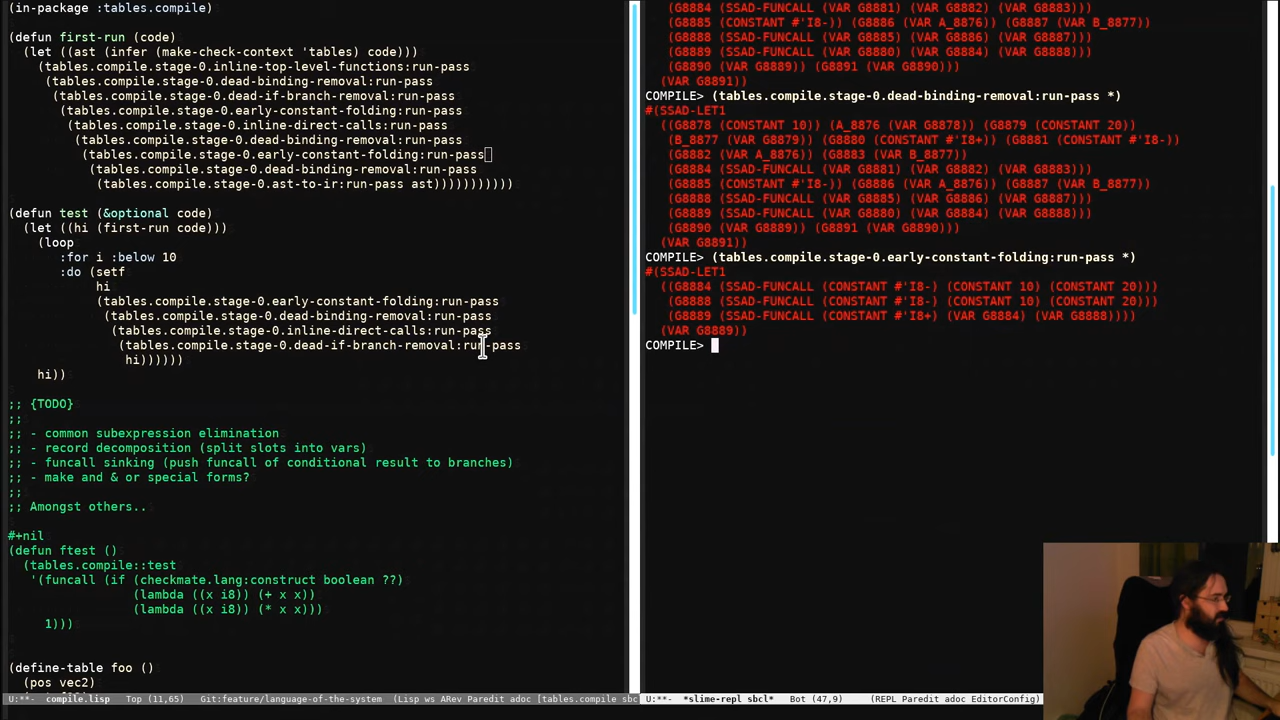 (in-package :tables.compile)
(defun first-run (code)
(let ((ast (infer (make-check-context 'tables) code)))
(tables.compile.stage-0.inline-top-level-functions:run-pass
(tables.compile.stage-0.dead-binding-removal:run-pass
(tables.compile.stage-0.dead-if-branch-removal:run-pass
(tables.compile.stage-0.early-constant-folding:run-pass
(tables.compile.stage-0.inline-direct-calls:run-pass
(tables.compile.stage-0.dead-binding-removal:run-pass
(tables.compile.stage-0.early-constant-folding:run-pass
(tables.compile.stage-0.dead-binding-removal:run-pass
(tables.compile.stage-0.ast-to-ir:run-pass ast)))))))))))
(defun test (&optional code)
(let ((hi (first-run code)))
(loop
:for i :below 10
:do (setf
hi
(tables.compile.stage-0.early-constant-folding:run-pass
(tables.compile.stage-0.dead-binding-removal:run-pass
(tables.compile.stage-0.inline-direct-calls:run-pass
(tables.compile.stage-0.dead-if-branch-removal:run-pass
hi))))))
hi))
;; {TODO}
;;
;; - common subexpression elimination
;; - record decomposition (split slots into vars)
;; - funcall sinking (push funcall of conditional result to branches)
;; - make and & or special forms?
;;
;; Amongst others..
#+nil
(defun ftest ()
(tables.compile::test
'(funcall (if (checkmate.lang:construct boolean ??)
(lambda ((x i8)) (+ x x))
(lambda ((x i8)) (* x x)))
1)))
(define-table foo ()
(pos vec2)
U:**- compile.lisp Top (11,65) Git:feature/language-of-the-system (Lisp ws ARev Paredit adoc [tables.compile sbc
(G8884 (SSAD-FUNCALL (VAR G8881) (VAR G8882) (VAR G8883)))
(G8885 (CONSTANT #'I8-)) (G8886 (VAR A_8876)) (G8887 (VAR B_8877))
(G8888 (SSAD-FUNCALL (VAR G8885) (VAR G8886) (VAR G8887)))
(G8889 (SSAD-FUNCALL (VAR G8880) (VAR G8884) (VAR G8888)))
(G8890 (VAR G8889)) (G8891 (VAR G8890)))
(VAR G8891))
COMPILE> (tables.compile.stage-0.dead-binding-removal:run-pass *)
#(SSAD-LET1
((G8878 (CONSTANT 10)) (A_8876 (VAR G8878)) (G8879 (CONSTANT 20))
(B_8877 (VAR G8879)) (G8880 (CONSTANT #'I8+)) (G8881 (CONSTANT #'I8-))
(G8882 (VAR A_8876)) (G8883 (VAR B_8877))
(G8884 (SSAD-FUNCALL (VAR G8881) (VAR G8882) (VAR G8883)))
(G8885 (CONSTANT #'I8-)) (G8886 (VAR A_8876)) (G8887 (VAR B_8877))
(G8888 (SSAD-FUNCALL (VAR G8885) (VAR G8886) (VAR G8887)))
(G8889 (SSAD-FUNCALL (VAR G8880) (VAR G8884) (VAR G8888)))
(G8890 (VAR G8889)) (G8891 (VAR G8890)))
(VAR G8891))
COMPILE> (tables.compile.stage-0.early-constant-folding:run-pass *)
#(SSAD-LET1
((G8884 (SSAD-FUNCALL (CONSTANT #'I8-) (CONSTANT 10) (CONSTANT 20)))
(G8888 (SSAD-FUNCALL (CONSTANT #'I8-) (CONSTANT 10) (CONSTANT 20)))
(G8889 (SSAD-FUNCALL (CONSTANT #'I8+) (VAR G8884) (VAR G8888))))
(VAR G8889))
COMPILE>
U:**- *slime-repl sbcl* Bot (47,9) (REPL Paredit adoc EditorConfig)